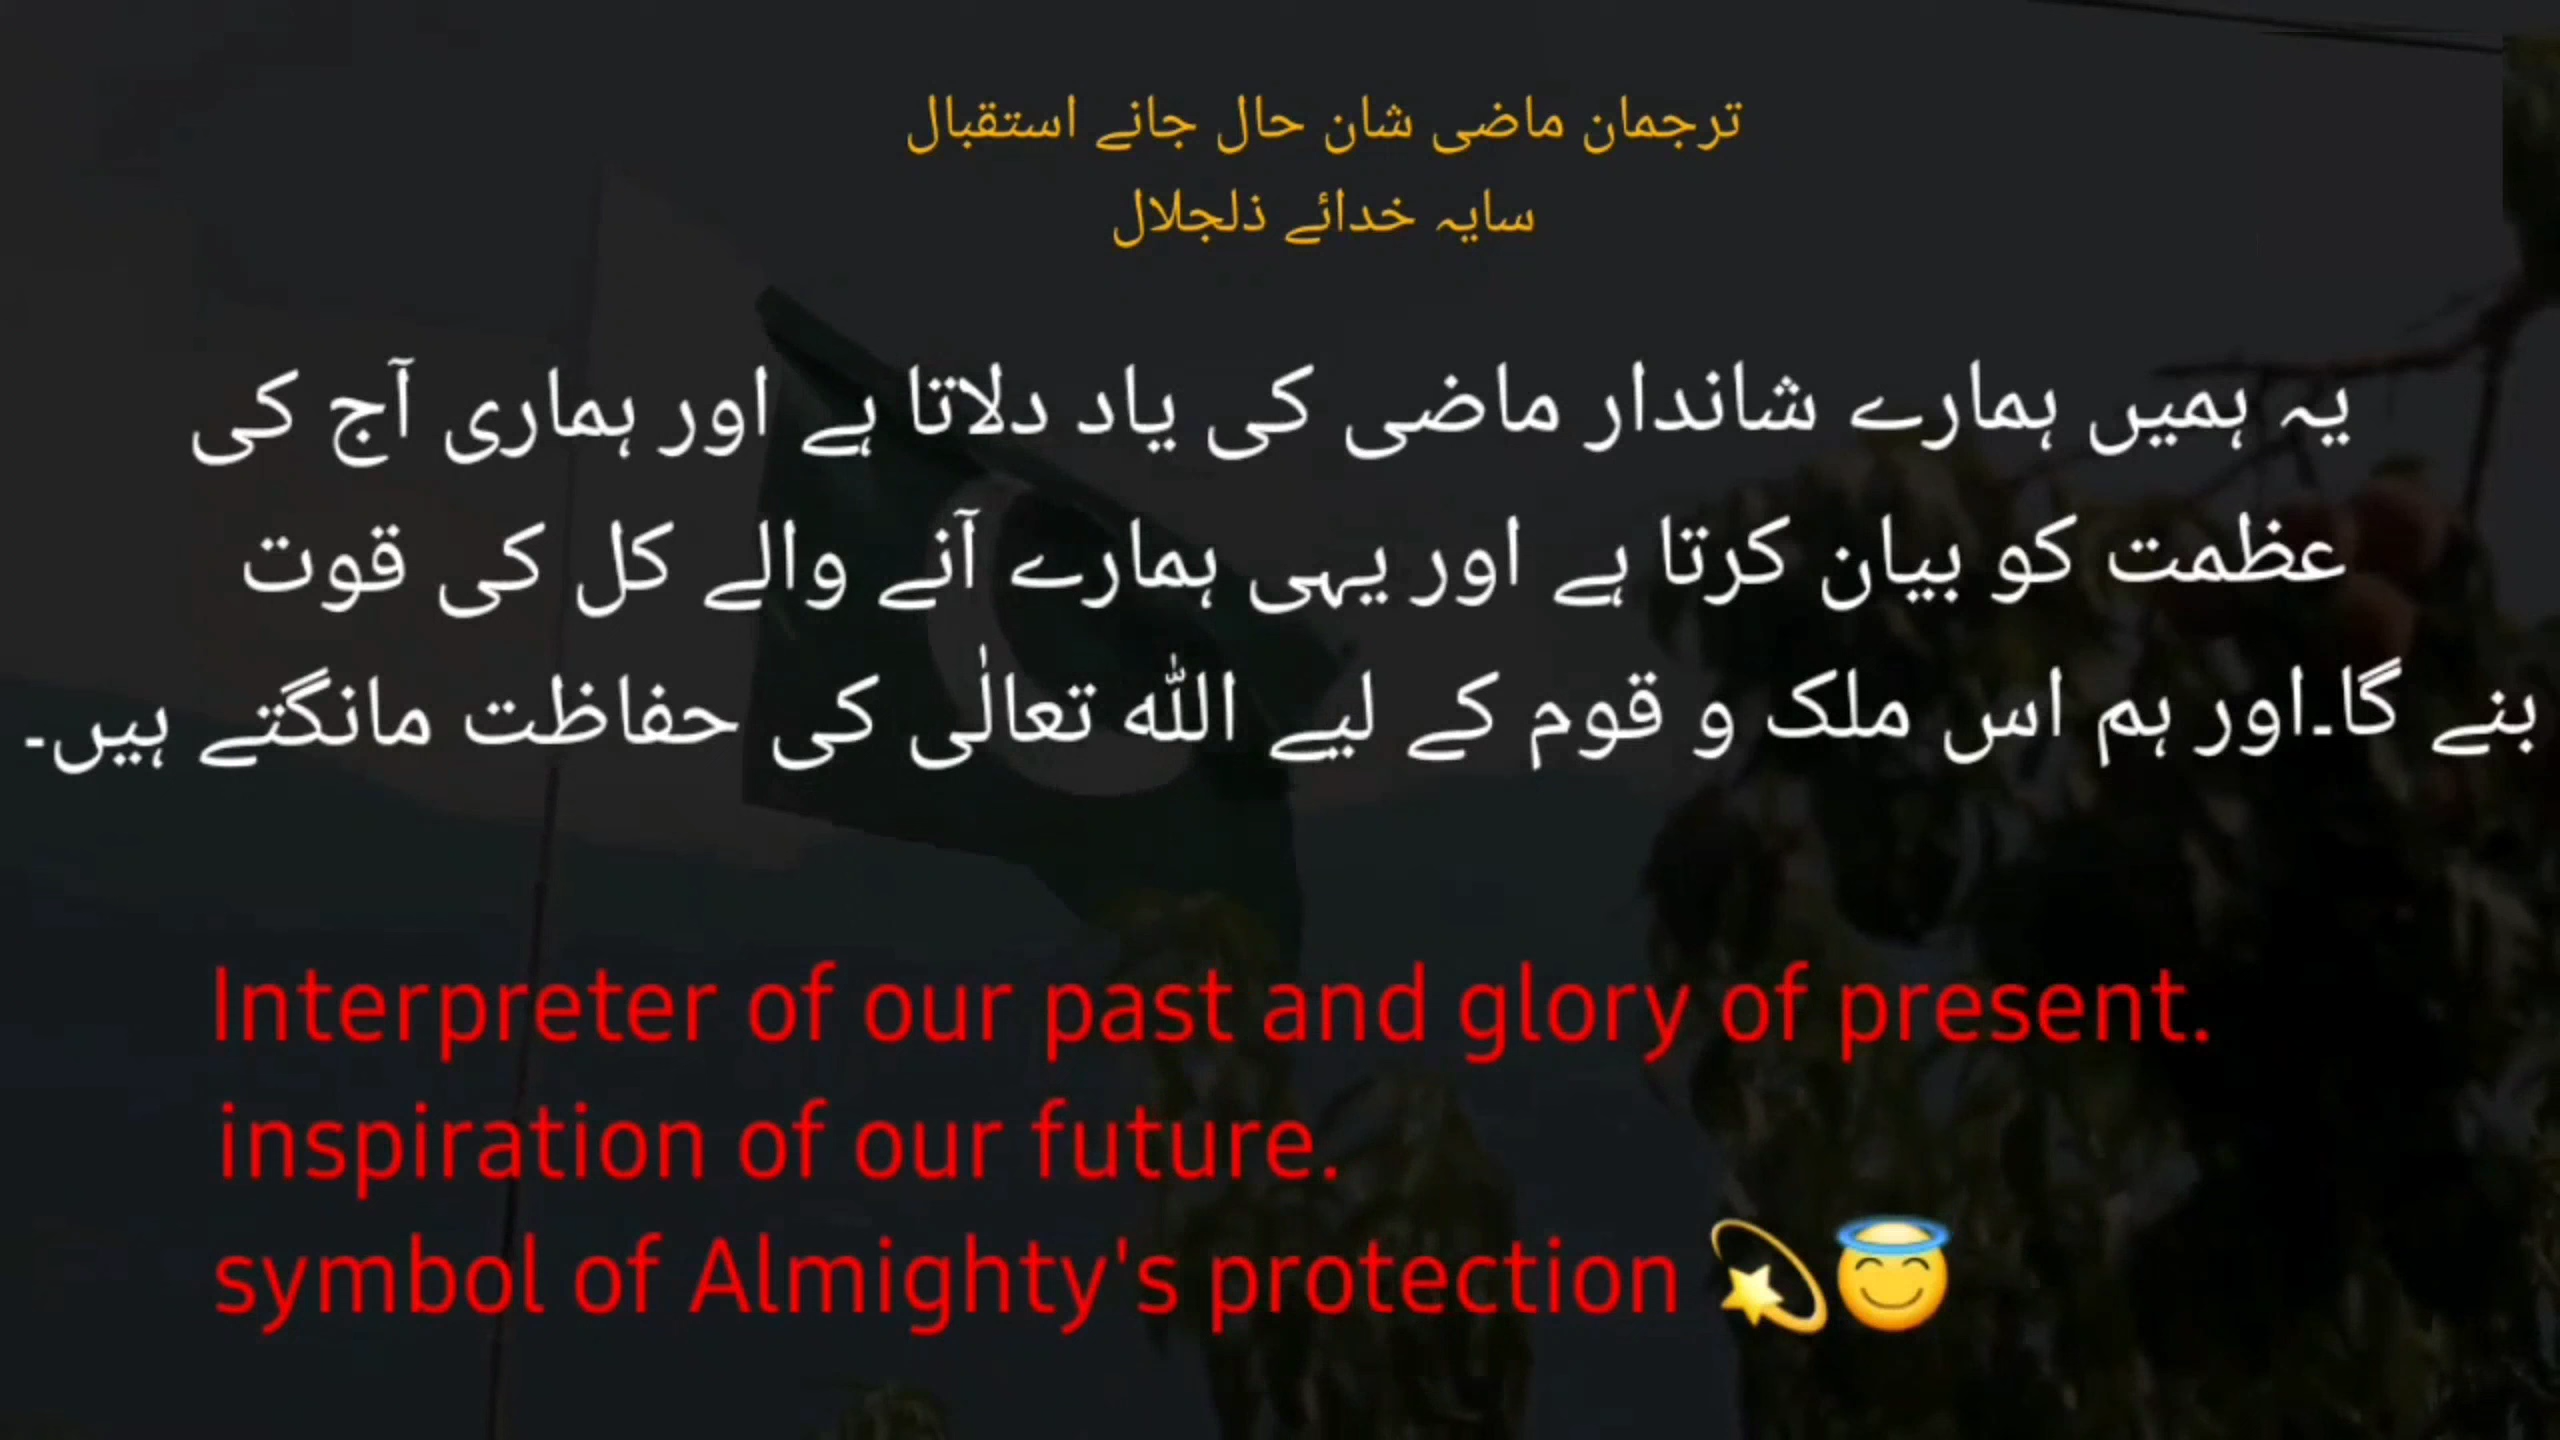 ترجمان ماضی شان حال جانے استقبال
سایہ خدائے ذلجلال
یہ ہمیں ہمارے شاندار ماضی کی یاد دلاتا ہے اور ہماری آج کی
عظمت کو بیان کرتا ہے اور یہی ہمارے آنے والے کل کی قوت
بنے گا۔اور ہم اس ملک و قوم کے لیے اللہ تعالٰی کی حفاظت مانگتے ہیں۔
Interpreter of our past and glory of present.
inspiration of our future.
symbol of Almighty's protection 💫😇